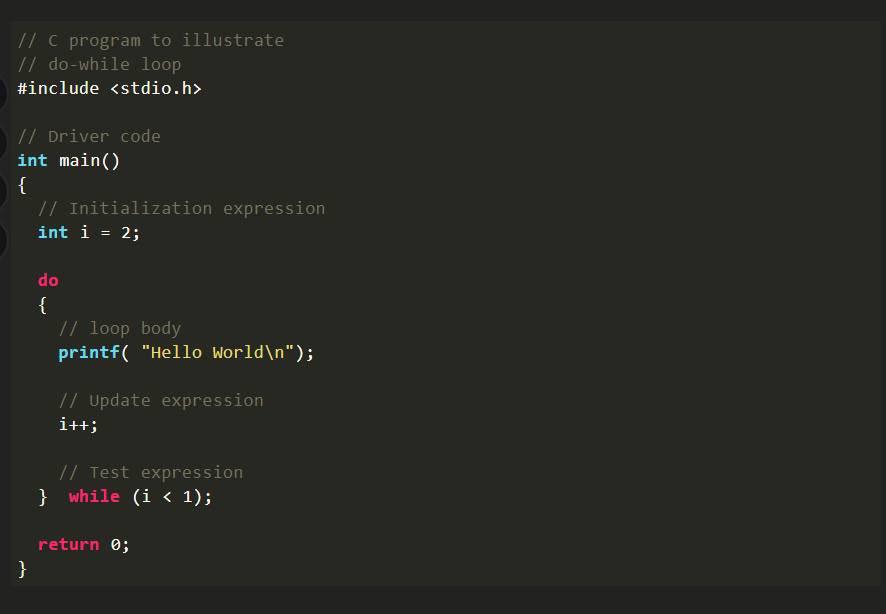 // C program to illustrate
// do-while loop
#include <stdio.h>
// Driver code
int main()
{
  // Initialization expression
  int i = 2;
  do
  {
    // loop body
    printf( "Hello World\n");
    // Update expression
    i++;
    // Test expression
  }  while (i < 1);
  return 0;
}